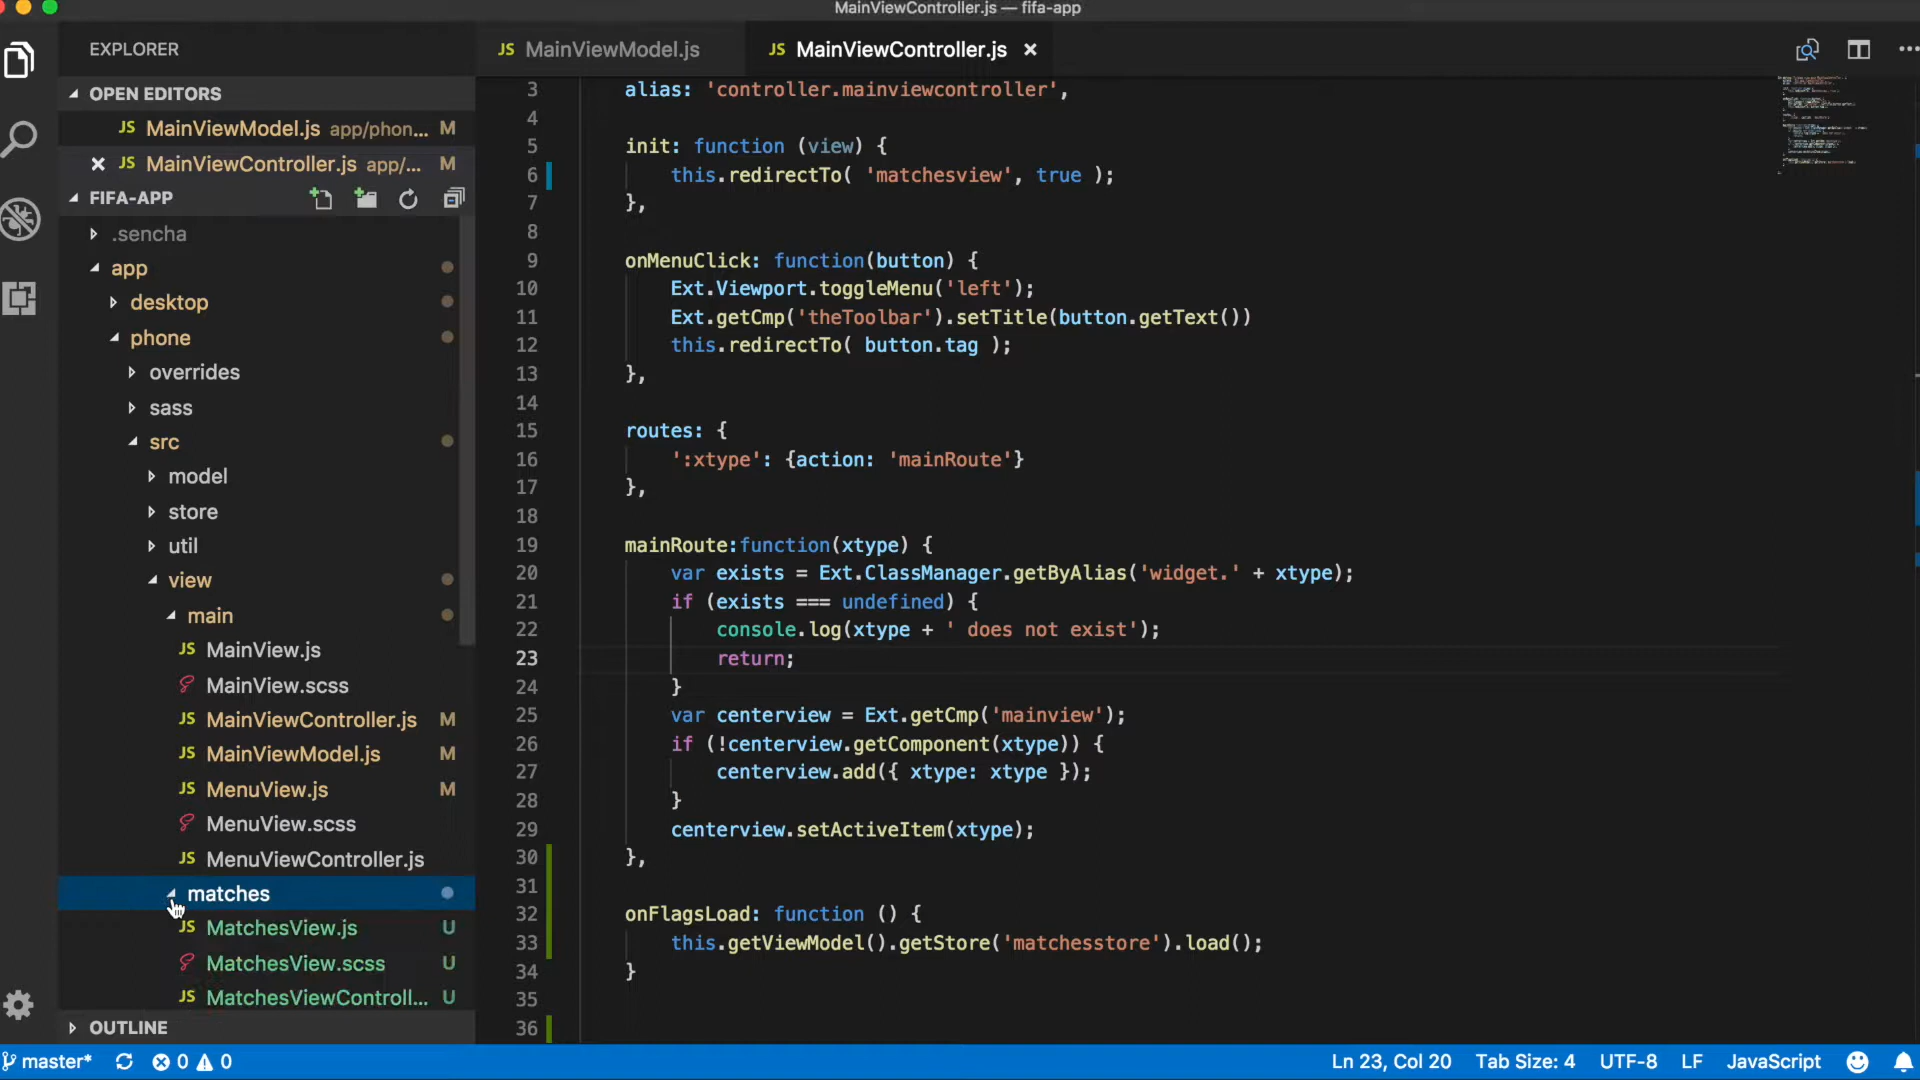 MainViewController.js — fifa-app
EXPLORER
OPEN EDITORS
JS MainViewModel.js app/phon... M
JS MainViewController.js app/... M
FIFA-APP
.sencha
app
desktop
phone
overrides
sass
src
model
store
util
view
main
JS MainView.js
MainView.scss
JS MainViewController.js M
JS MainViewModel.js M
JS MenuView.js M
MenuView.scss
JS MenuViewController.js
matches
JS MatchesView.js U
MatchesView.scss U
JS MatchesViewControll... U
OUTLINE
JS MainViewModel.js JS MainViewController.js
3 alias: 'controller.mainviewcontroller',
4
5 init: function (view) {
6 this.redirectTo( 'matchesview', true );
7 },
8
9 onMenuClick: function(button) {
10 Ext.Viewport.toggleMenu('left');
11 Ext.getCmp('theToolbar').setTitle(button.getText())
12 this.redirectTo( button.tag );
13 },
14
15 routes: {
16 ':xtype': {action: 'mainRoute'}
17 },
18
19 mainRoute:function(xtype) {
20 var exists = Ext.ClassManager.getByAlias('widget.' + xtype);
21 if (exists === undefined) {
22 console.log(xtype + ' does not exist');
23 return;
24 }
25 var centerview = Ext.getCmp('mainview');
26 if (!centerview.getComponent(xtype)) {
27 centerview.add({ xtype: xtype });
28 }
29 centerview.setActiveItem(xtype);
30 },
31
32 onFlagsLoad: function () {
33 this.getViewModel().getStore('matchesstore').load();
34 }
35
36
master* 0 0 Ln 23, Col 20 Tab Size: 4 UTF-8 LF JavaScript